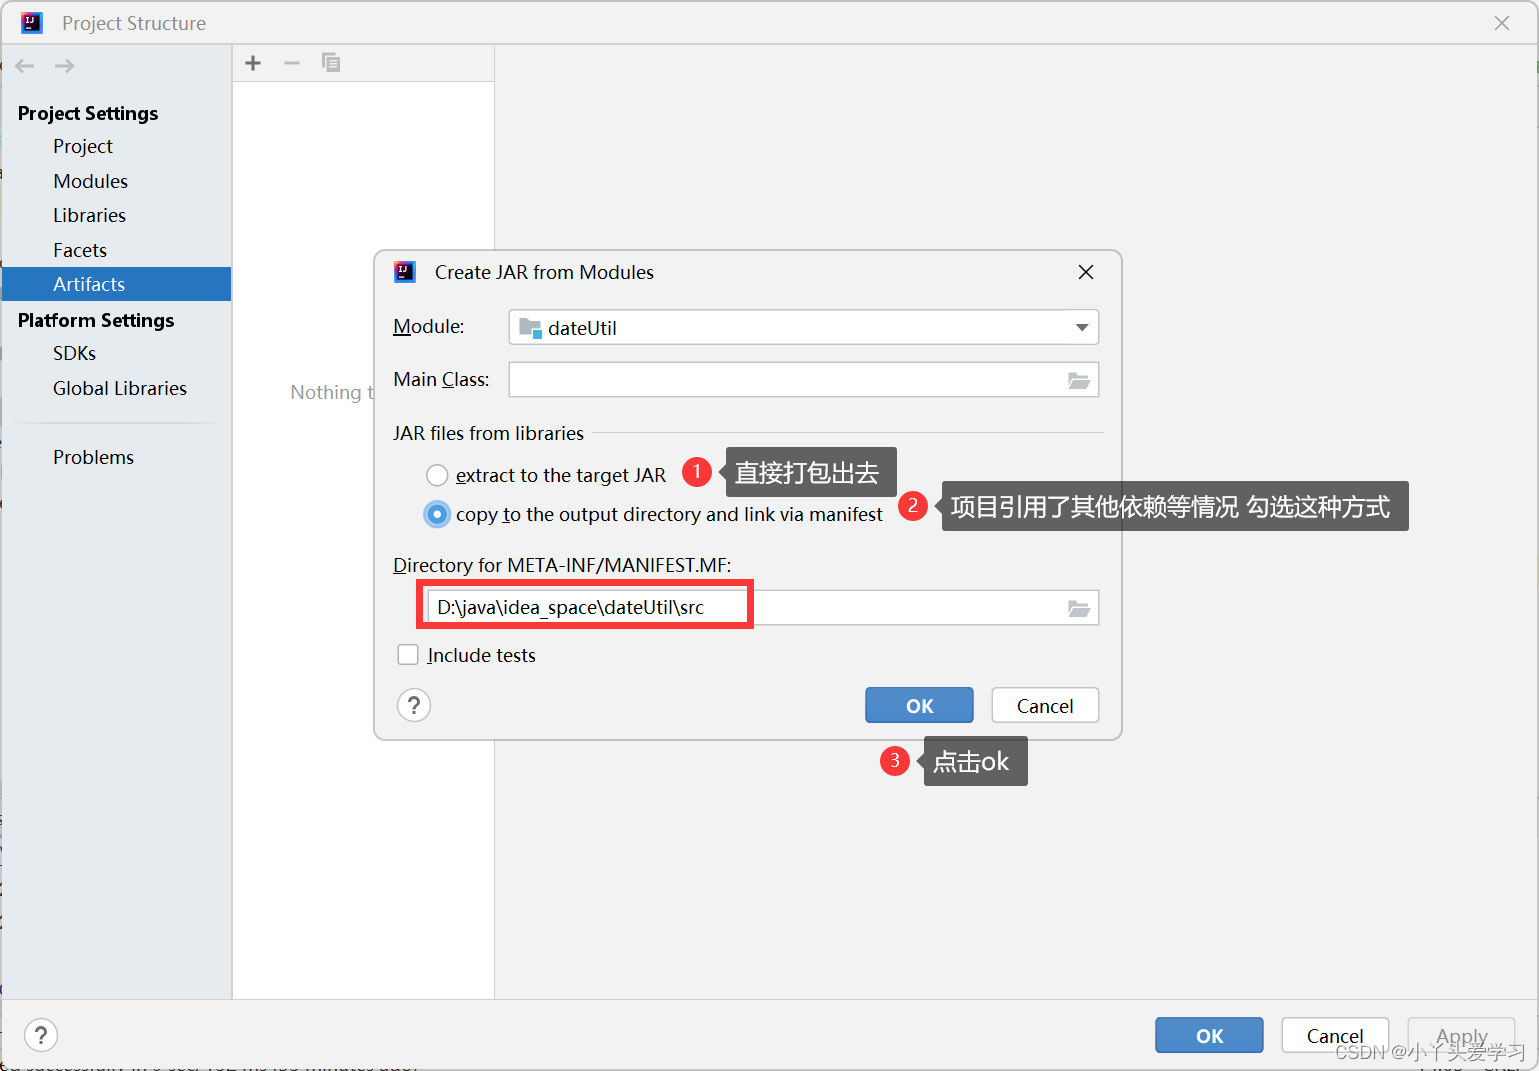 Project Structure
Project Settings
Project
Modules
Libraries
Facets
Artifacts
Platform Settings
SDKs
Global Libraries
Problems
Nothing t
Create JAR from Modules
Module:
dateUtil
Main Class:
JAR files from libraries
extract to the target JAR
1
直接打包出去
copy to the output directory and link via manifest
2
项目引用了其他依赖等情况 勾选这种方式
Directory for META-INF/MANIFEST.MF:
D:\java\idea_space\dateUtil\src
Include tests
?
OK
Cancel
3
点击ok
?
OK
Cancel
Apply
CSDN @小丫头爱学习